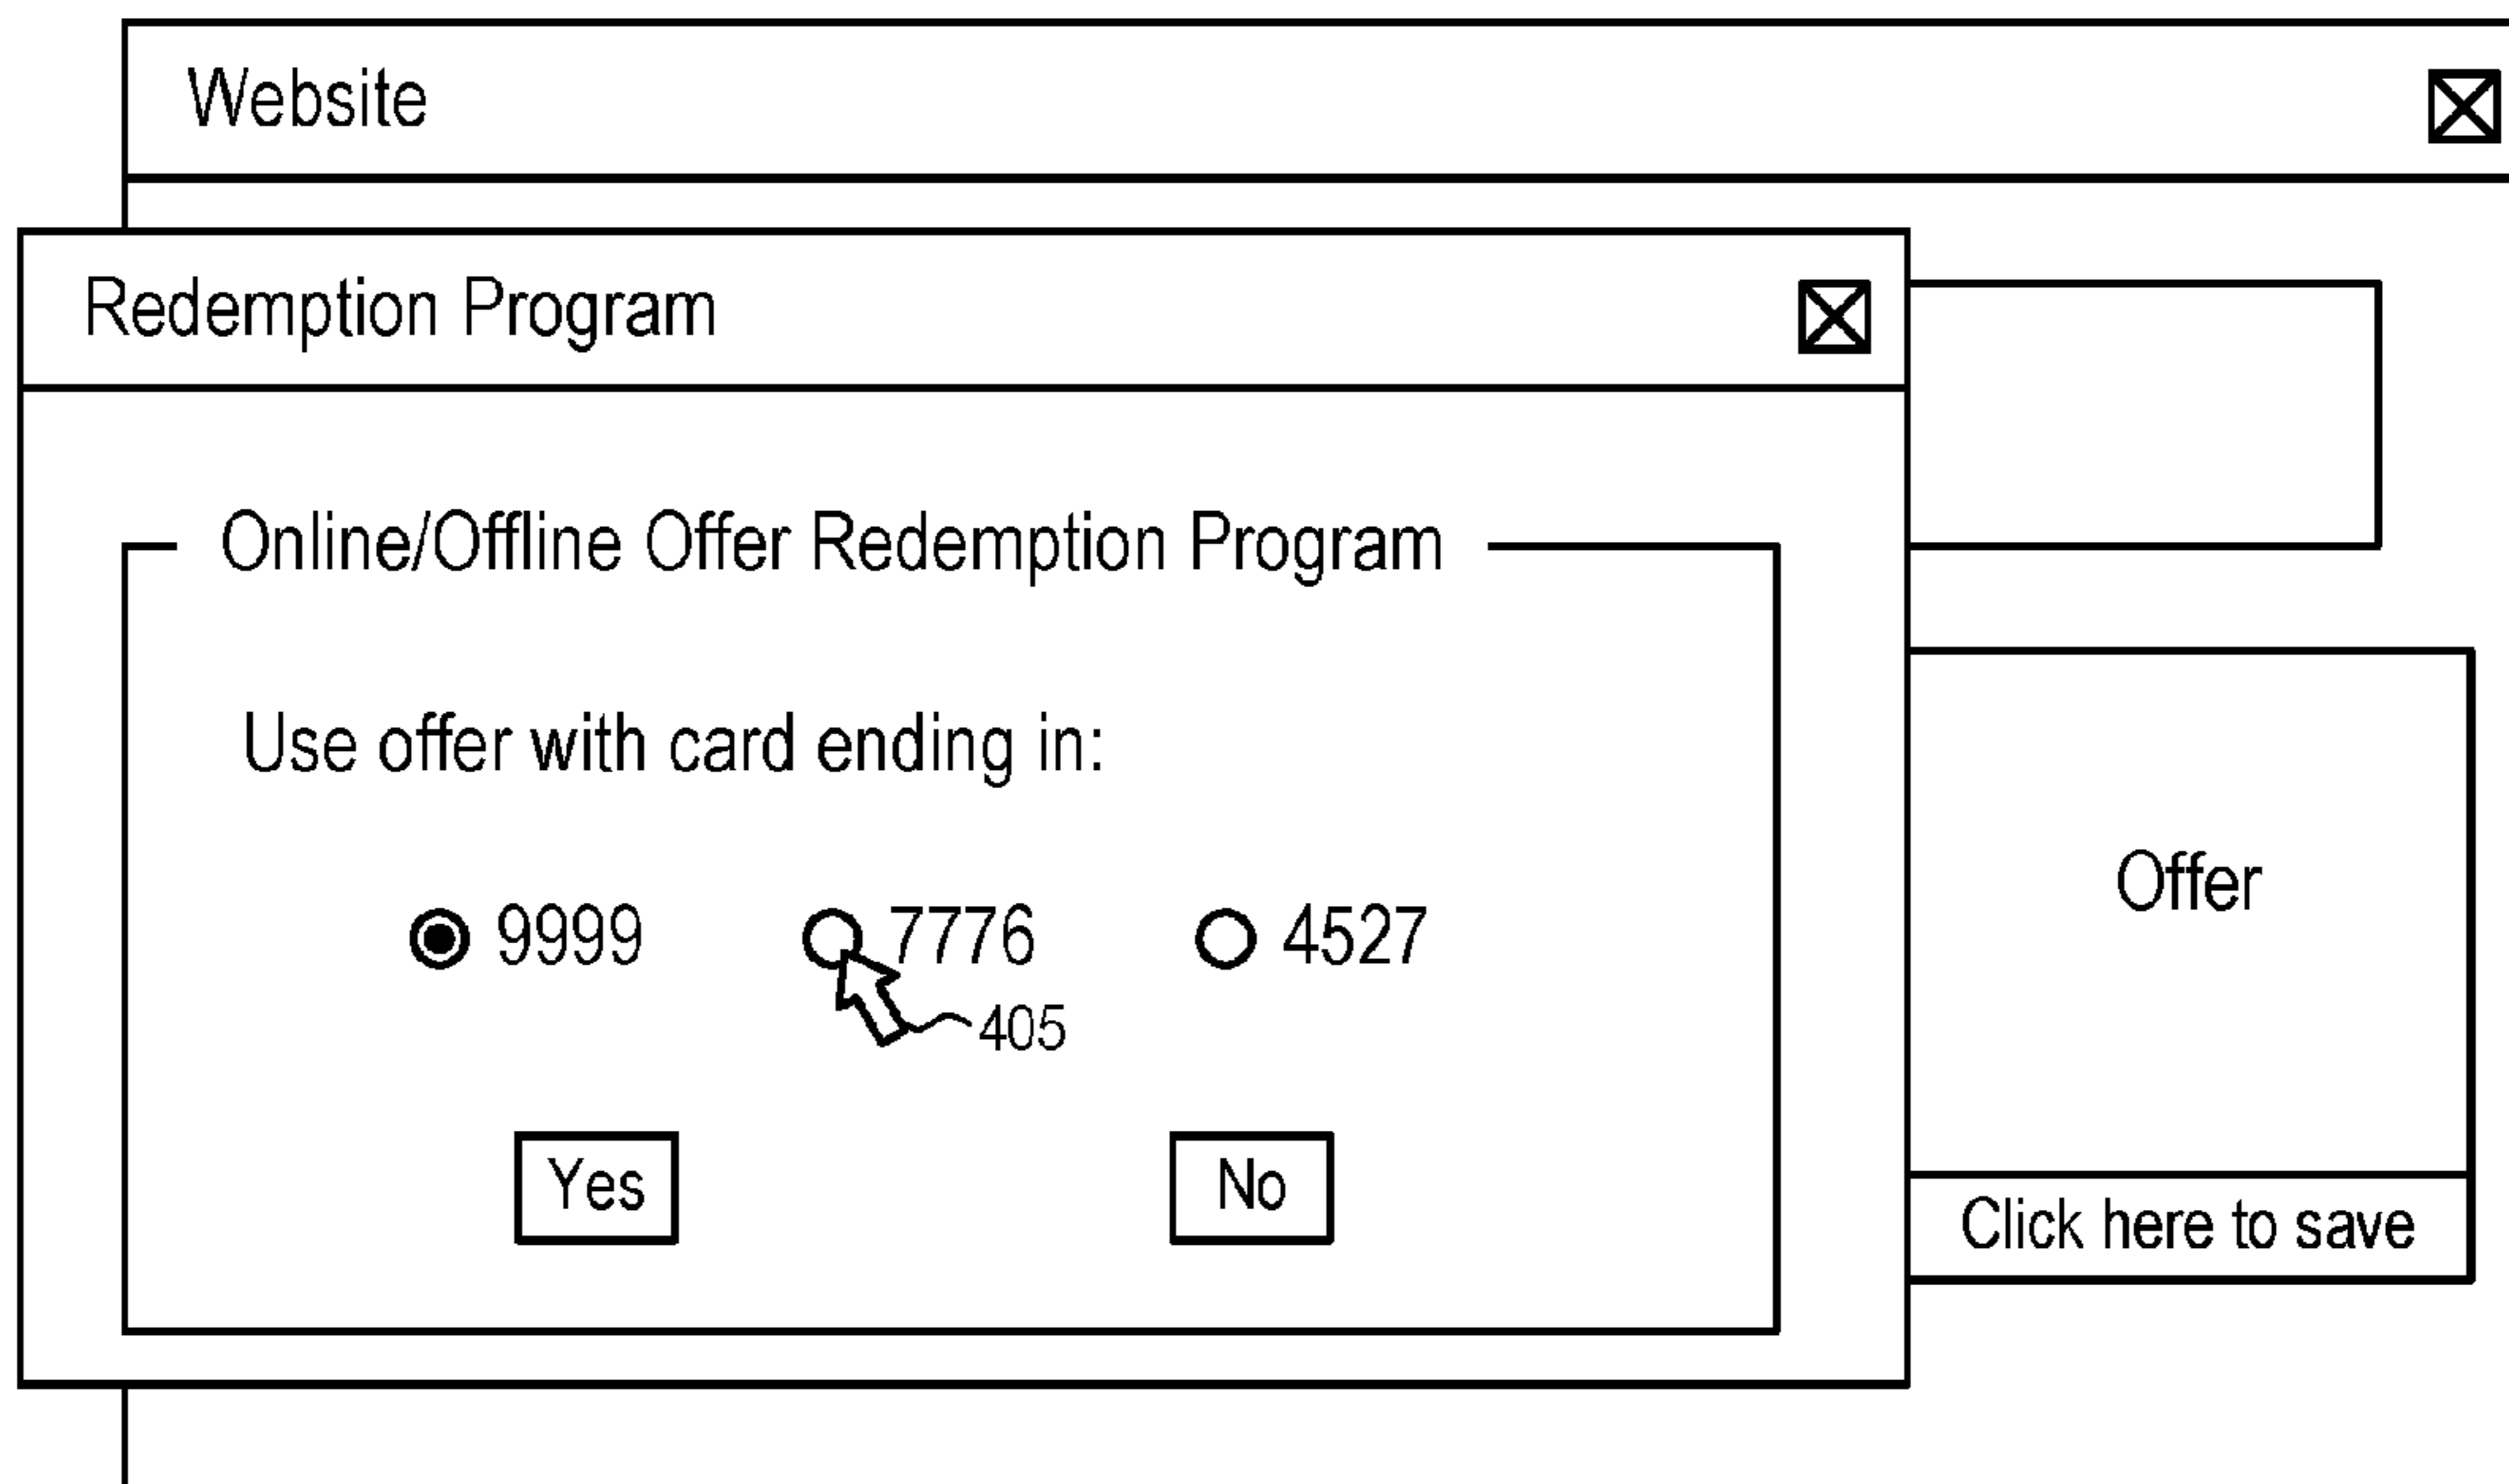 Website
Redemption Program
Online/Offline Offer Redemption Program
Use offer with card ending in:
9999 7776 4527
405
Yes No
Offer
Click here to save